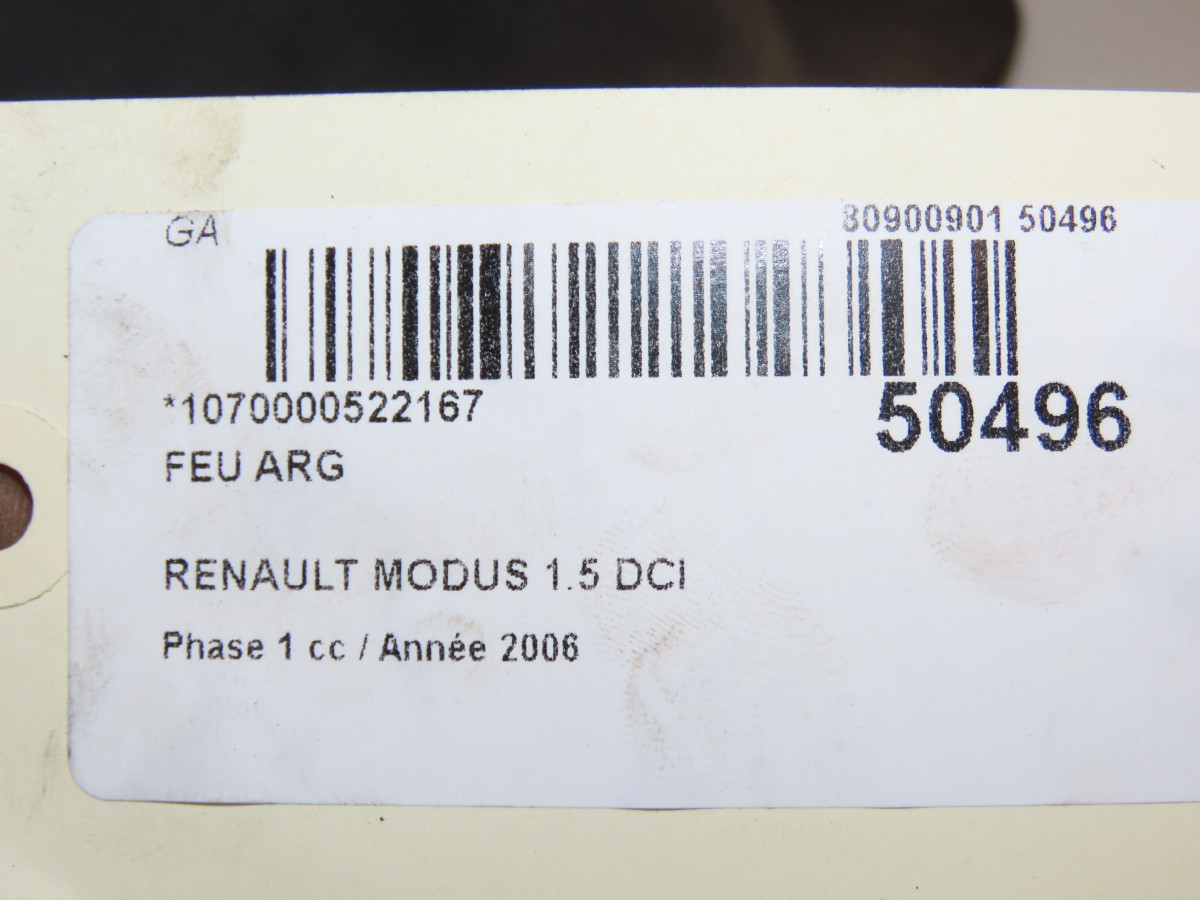 GA
80900901 50496
*1070000522167
50496
FEU ARG
RENAULT MODUS 1.5 DCI
Phase 1 cc / Année 2006